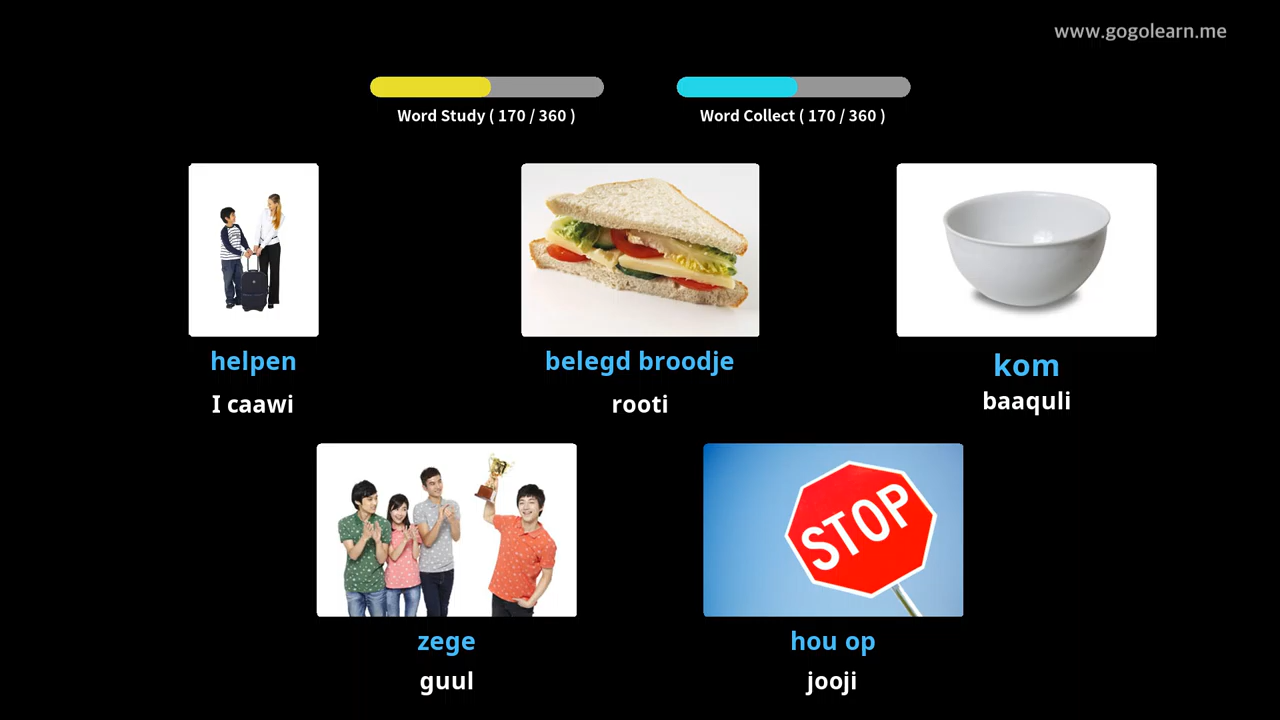 www.gogolearn.me
Word Study ( 170 / 360 )
Word Collect ( 170 / 360 )
helpen
I caawi
belegd broodje
rooti
kom
baaquli
STOP
zege
guul
hou op
jooji